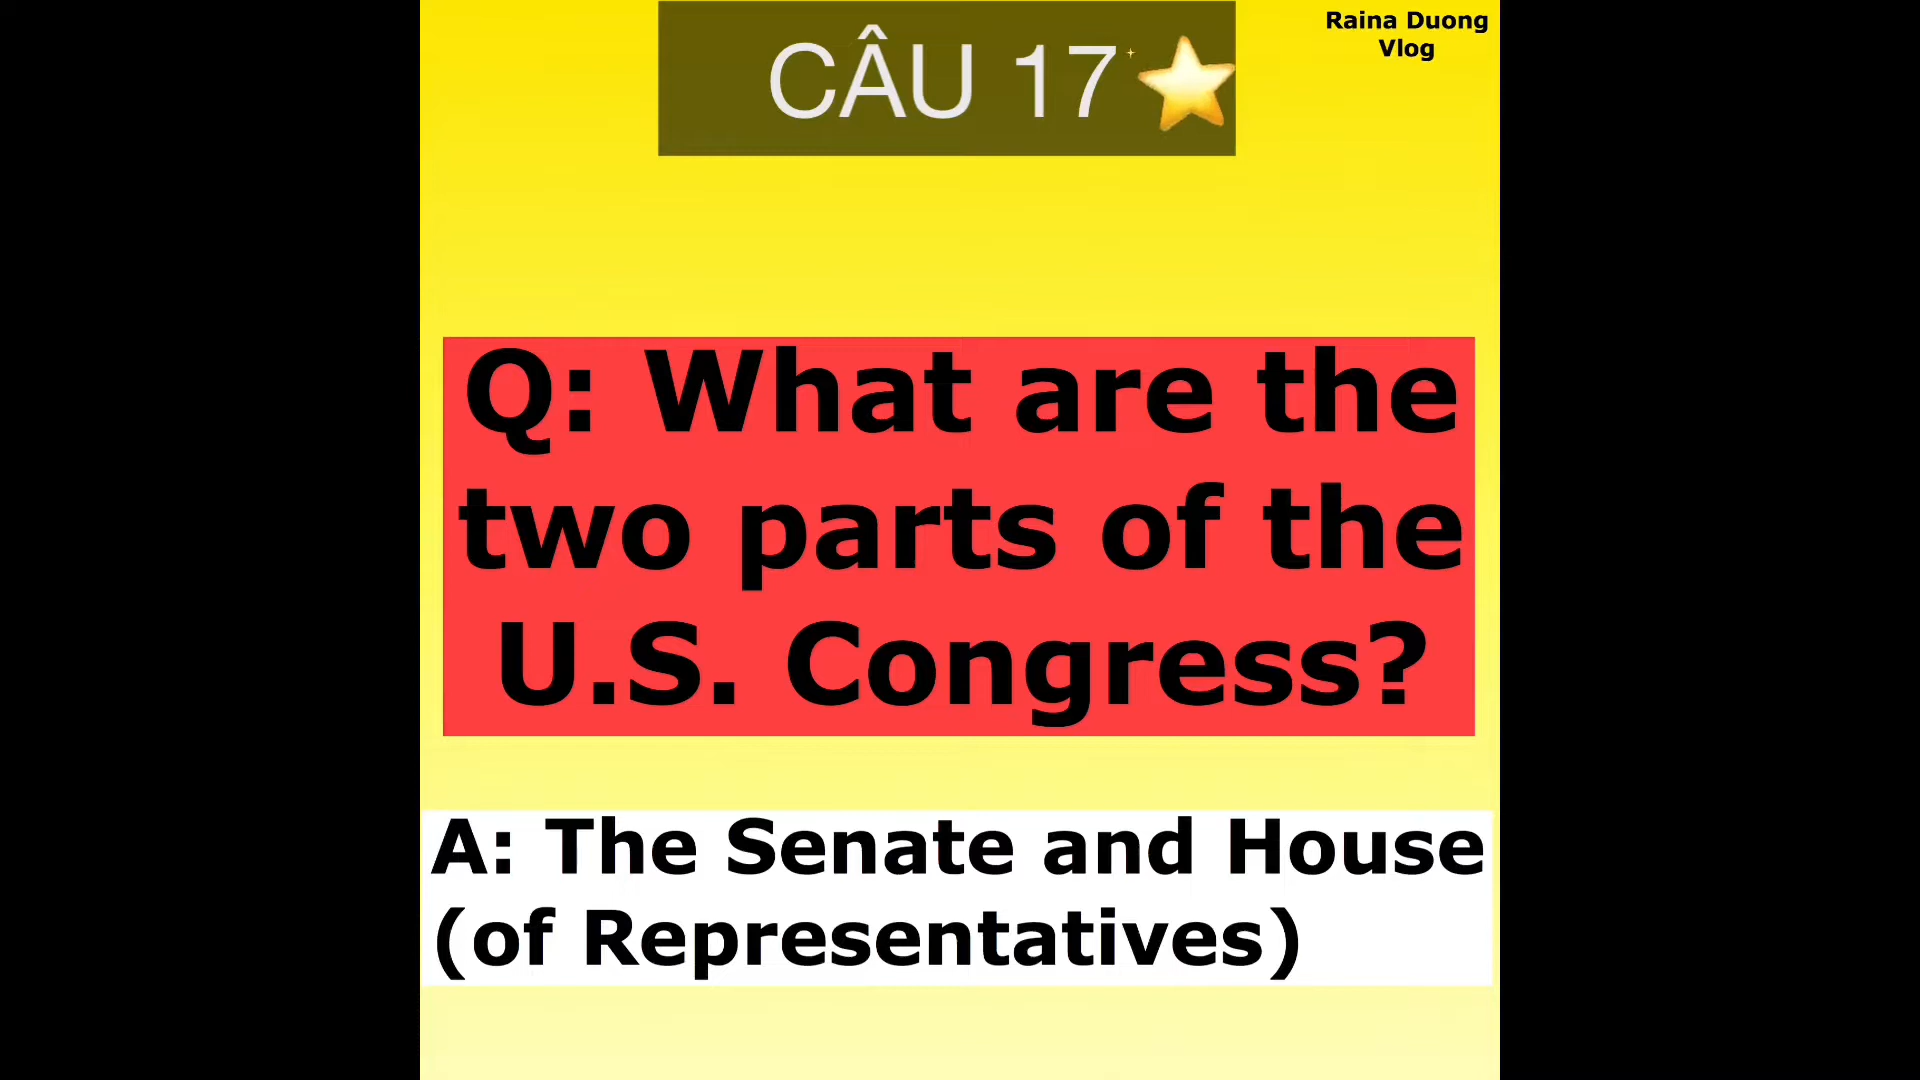 CÂU 17
Raina Duong
Vlog
Q: What are the
two parts of the
U.S. Congress?
A: The Senate and House
(of Representatives)